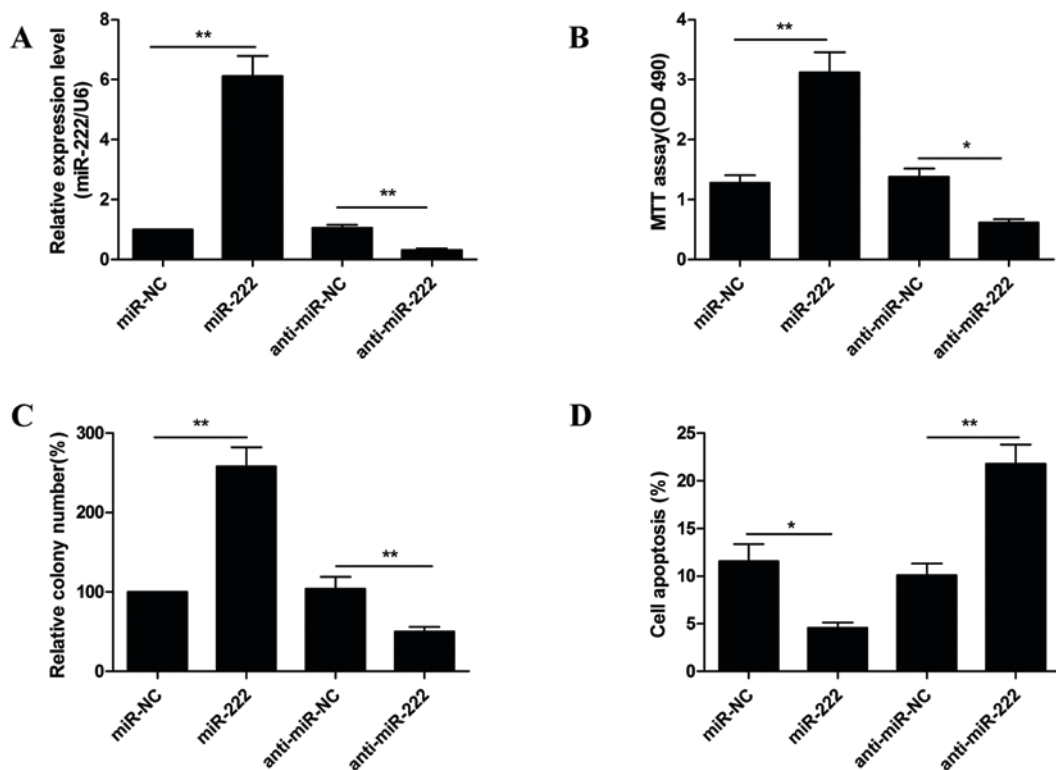 A
Relative expression level
(miR-222/U6)
8
6
4
2
0
**
**
miR-NC
miR-222
anti-miR-NC
anti-miR-222
B
MTT assay(OD 490)
4
3
2
1
0
**
*
miR-NC
miR-222
anti-miR-NC
anti-miR-222
C
Relative colony number(%)
300
200
100
0
**
**
miR-NC
miR-222
anti-miR-NC
anti-miR-222
D
Cell apoptosis (%)
25
20
15
10
5
0
*
**
miR-NC
miR-222
anti-miR-NC
anti-miR-222